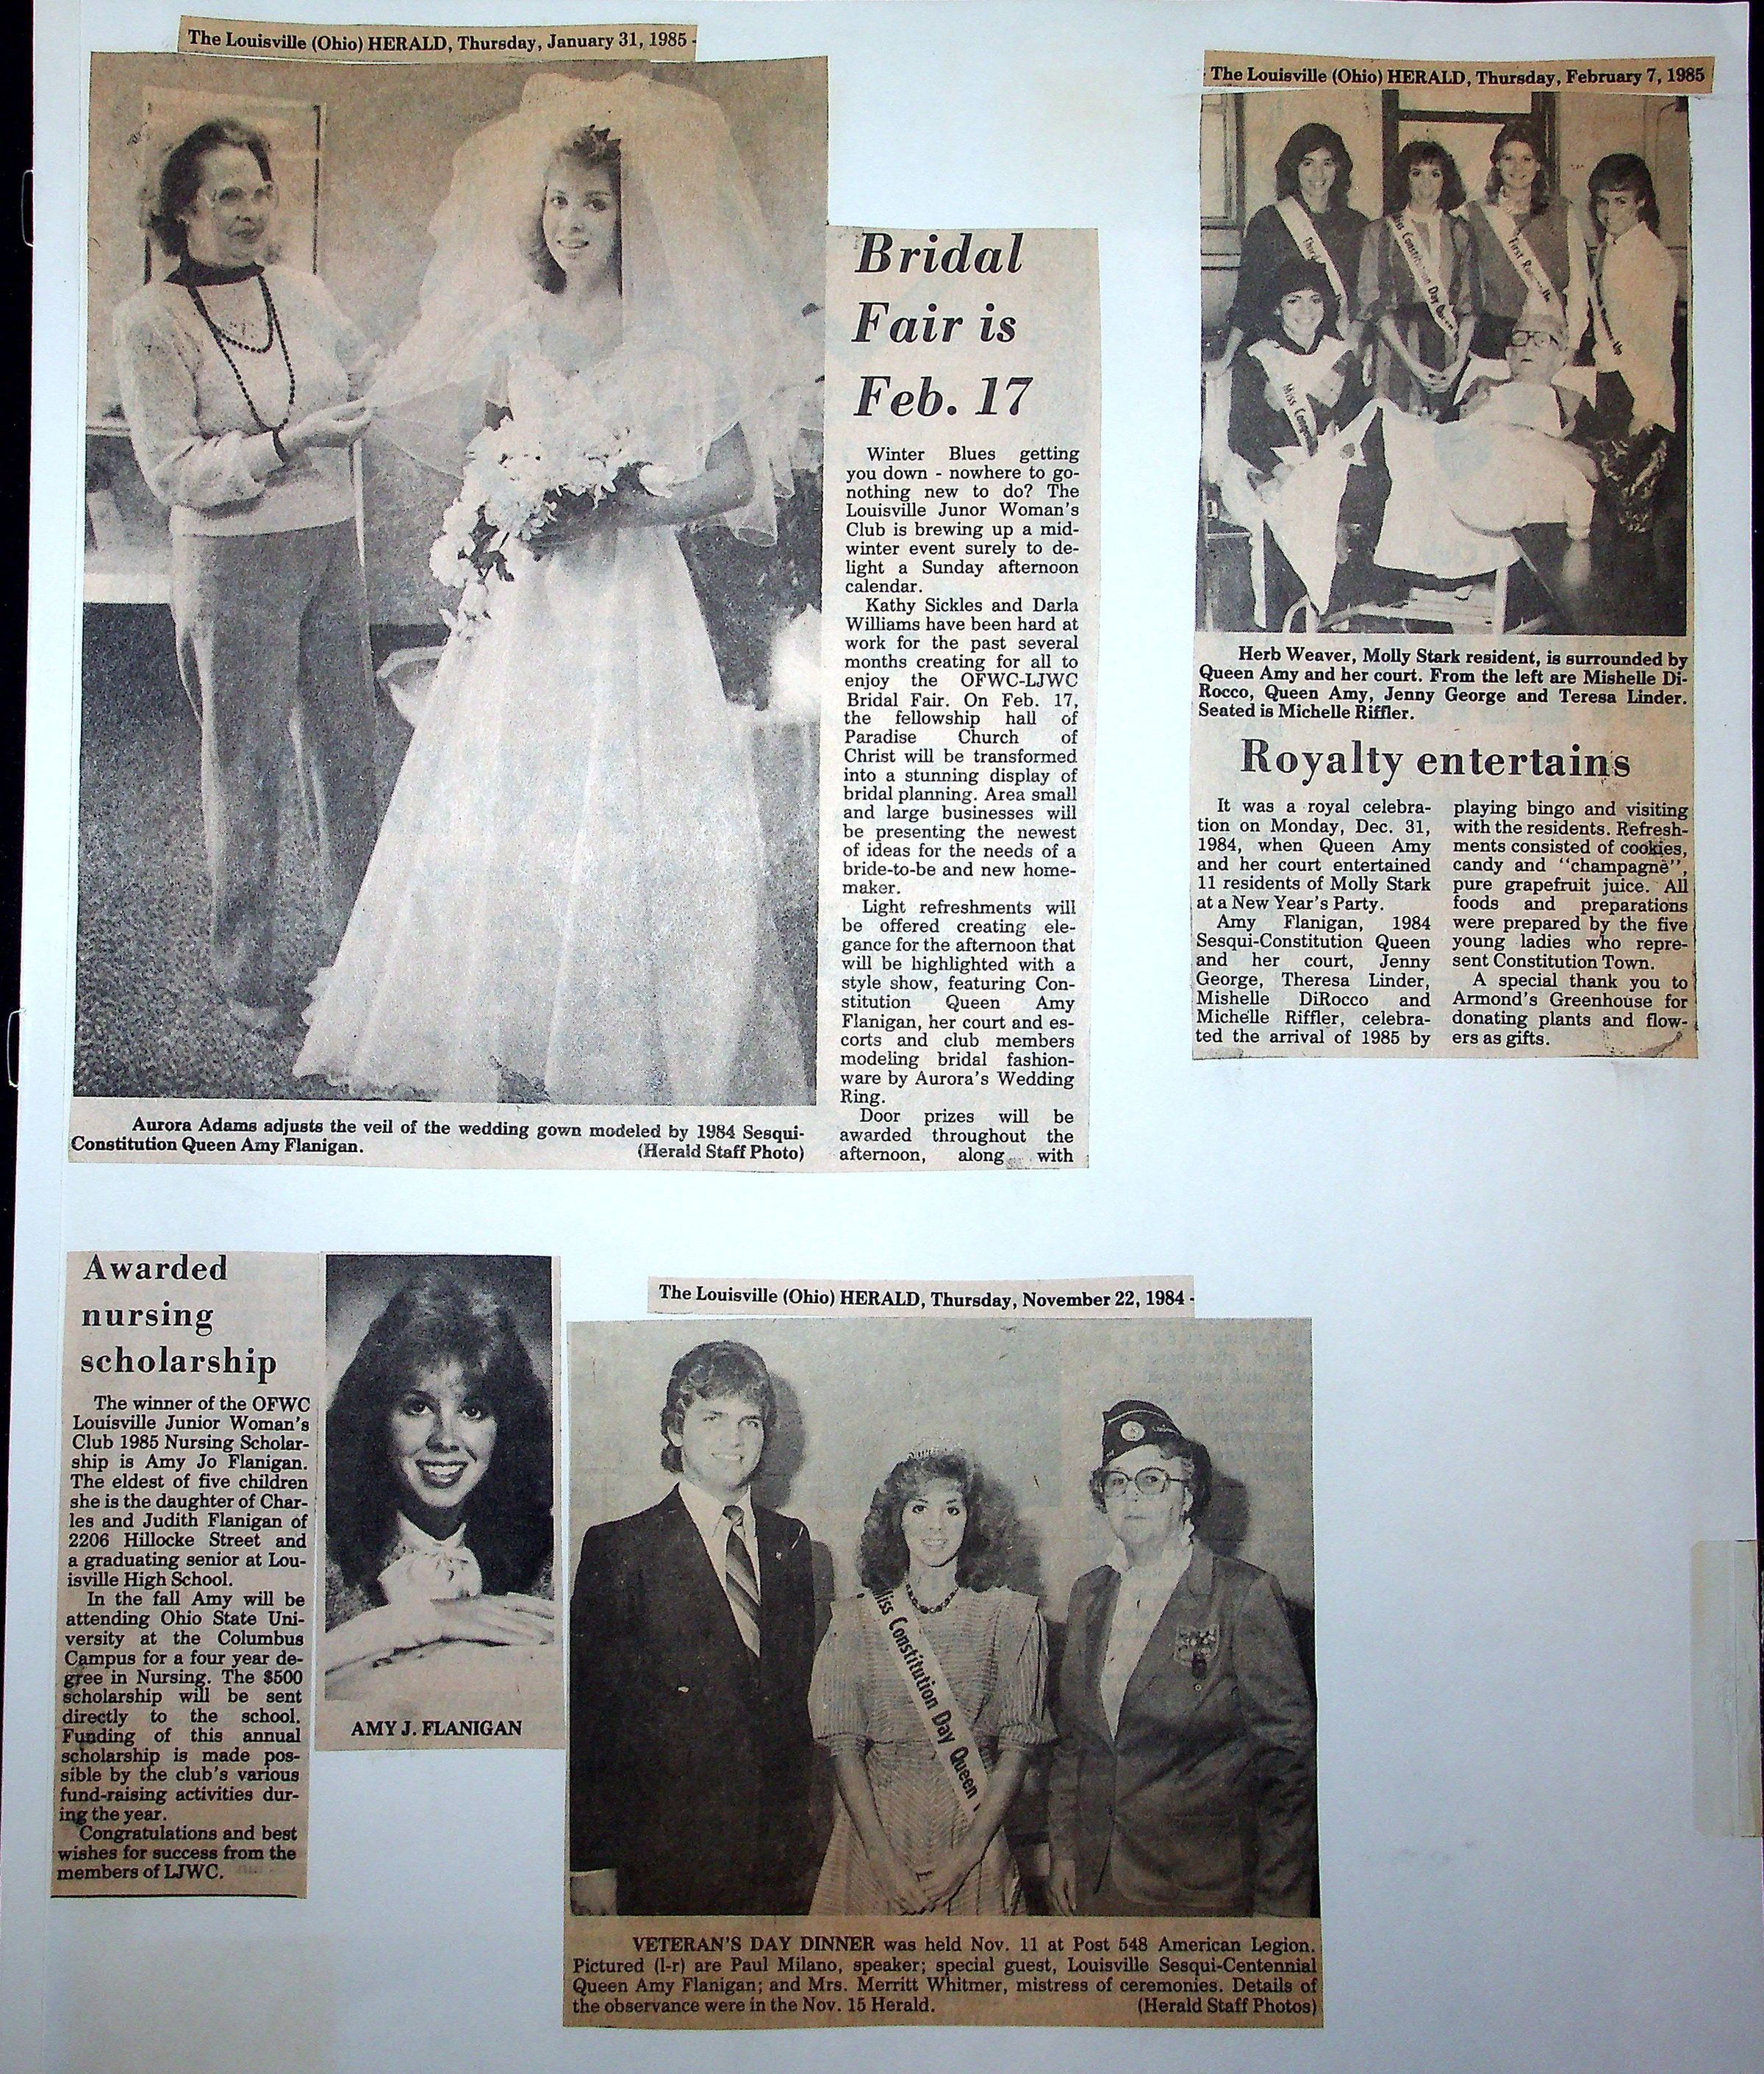 The Louisville (Ohio) HERALD, Thursday, January 31, 1985 -
Aurora Adams adjusts the veil of the wedding gown modeled by 1984 Sesqui-
Constitution Queen Amy Flanigan.
(Herald Staff Photo)
Bridal
Fair is
Feb. 17
Winter Blues getting
you down - nowhere to go-
nothing new to do? The
Louisville Junor Woman's
Club is brewing up a mid-
winter event surely to de-
light a Sunday afternoon
calendar.
Kathy Sickles and Darla
Williams have been hard at
work for the past several
months creating for all to
enjoy the OFWC-LJWC
Bridal Fair. On Feb. 17,
the fellowship hall of
Paradise Church of
Christ will be transformed
into a stunning display of
bridal planning. Area small
and large businesses will
be presenting the newest
of ideas for the needs of a
bride-to-be and new home-
maker.
Light refreshments will
be offered creating ele-
gance for the afternoon that
will be highlighted with a
style show, featuring Con-
stitution Queen Amy
Flanigan, her court and es-
corts and club members
modeling bridal fashion-
ware by Aurora's Wedding
Ring.
Door prizes will be
awarded throughout the
afternoon, along with
The Louisville (Ohio) HERALD, Thursday, February 7, 1985
Third
Miss Constitution Day Queen
First Runner-Up
Up
Miss Con
Herb Weaver, Molly Stark resident, is surrounded by
Queen Amy and her court. From the left are Mishelle Di-
Rocco, Queen Amy, Jenny George and Teresa Linder.
Seated is Michelle Riffler.
Royalty entertains
It was a royal celebra-
tion on Monday, Dec. 31,
1984, when Queen Amy
and her court entertained
11 residents of Molly Stark
at a New Year's Party.
Amy Flanigan, 1984
Sesqui-Constitution Queen
and her court, Jenny
George, Theresa Linder,
Mishelle DiRocco and
Michelle Riffler, celebra-
ted the arrival of 1985 by
playing bingo and visiting
with the residents. Refresh-
ments consisted of cookies,
candy and "champagne",
pure grapefruit juice. All
foods and preparations
were prepared by the five
young ladies who repre-
sent Constitution Town.
A special thank you to
Armond's Greenhouse for
donating plants and flow-
ers as gifts.
Awarded
nursing
scholarship
The winner of the OFWC
Louisville Junior Woman's
Club 1985 Nursing Scholar-
ship is Amy Jo Flanigan.
The eldest of five children
she is the daughter of Char-
les and Judith Flanigan of
2206 Hillocke Street and
a graduating senior at Lou-
isville High School.
In the fall Amy will be
attending Ohio State Uni-
versity at the Columbus
Campus for a four year de-
gree in Nursing. The $500
scholarship will be sent
directly to the school.
Funding of this annual
scholarship is made pos-
sible by the club's various
fund-raising activities dur-
ing the year.
Congratulations and best
wishes for success from the
members of LJWC.
AMY J. FLANIGAN
The Louisville (Ohio) HERALD, Thursday, November 22, 1984 -
Miss Constitution Day Queen
VETERAN'S DAY DINNER was held Nov. 11 at Post 548 American Legion.
Pictured (l-r) are Paul Milano, speaker; special guest, Louisville Sesqui-Centennial
Queen Amy Flanigan; and Mrs. Merritt Whitmer, mistress of ceremonies. Details of
the observance were in the Nov. 15 Herald.
(Herald Staff Photos)